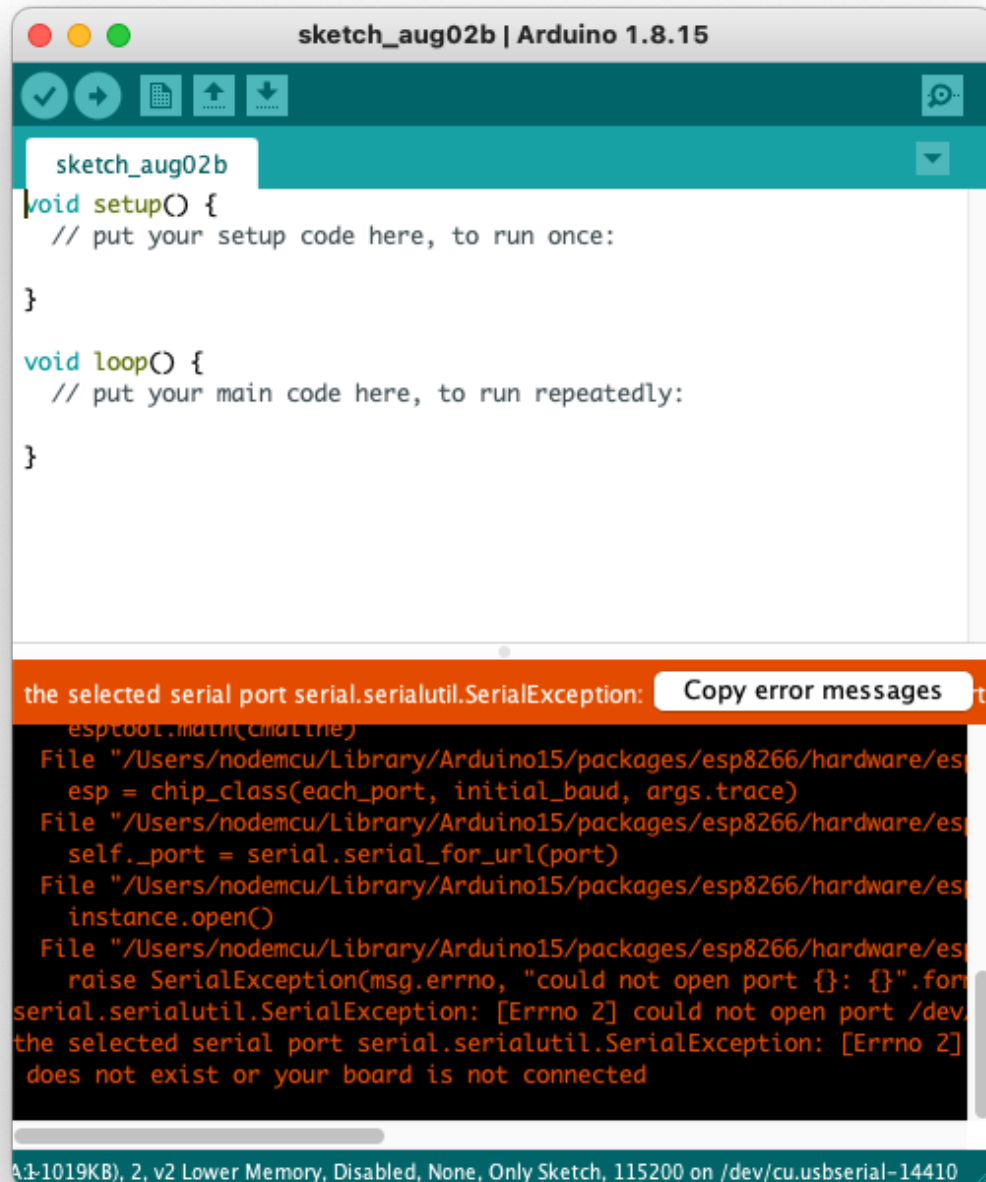 sketch_aug02b | Arduino 1.8.15
sketch_aug02b
void setup() {
  // put your setup code here, to run once:
}
void loop() {
  // put your main code here, to run repeatedly:
}
the selected serial port serial.serialutil.SerialException:
Copy error messages
esptool.main(cmdline)
File "/Users/nodemcu/Library/Arduino15/packages/esp8266/hardware/esp
esp = chip_class(each_port, initial_baud, args.trace)
File "/Users/nodemcu/Library/Arduino15/packages/esp8266/hardware/esp
self._port = serial.serial_for_url(port)
File "/Users/nodemcu/Library/Arduino15/packages/esp8266/hardware/esp
instance.open()
File "/Users/nodemcu/Library/Arduino15/packages/esp8266/hardware/esp
raise SerialException(msg.errno, "could not open port {}: {}".for
serial.serialutil.SerialException: [Errno 2] could not open port /dev/
the selected serial port serial.serialutil.SerialException: [Errno 2]
does not exist or your board is not connected
1019KB), 2, v2 Lower Memory, Disabled, None, Only Sketch, 115200 on /dev/cu.usbserial-14410